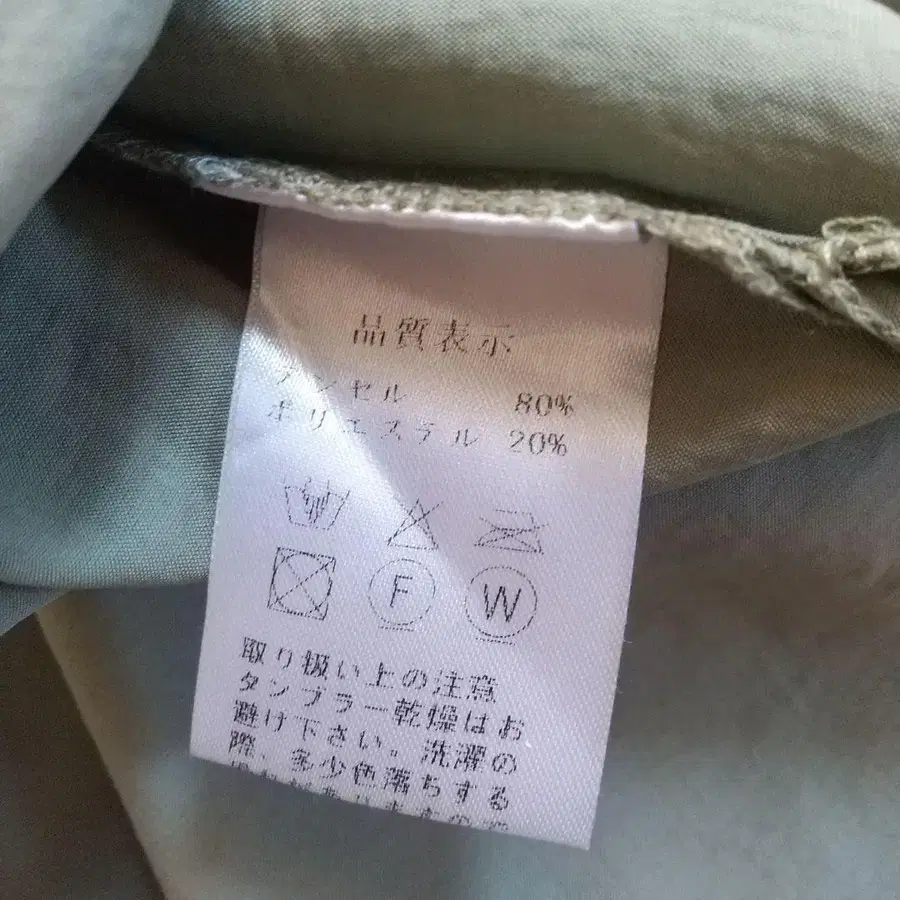 品質表示
テンセル 80%
ポリエステル 20%
F W
取り扱い上の注意
タンブラー乾燥はお
避け下さい。洗濯の
際、多少色落ちする